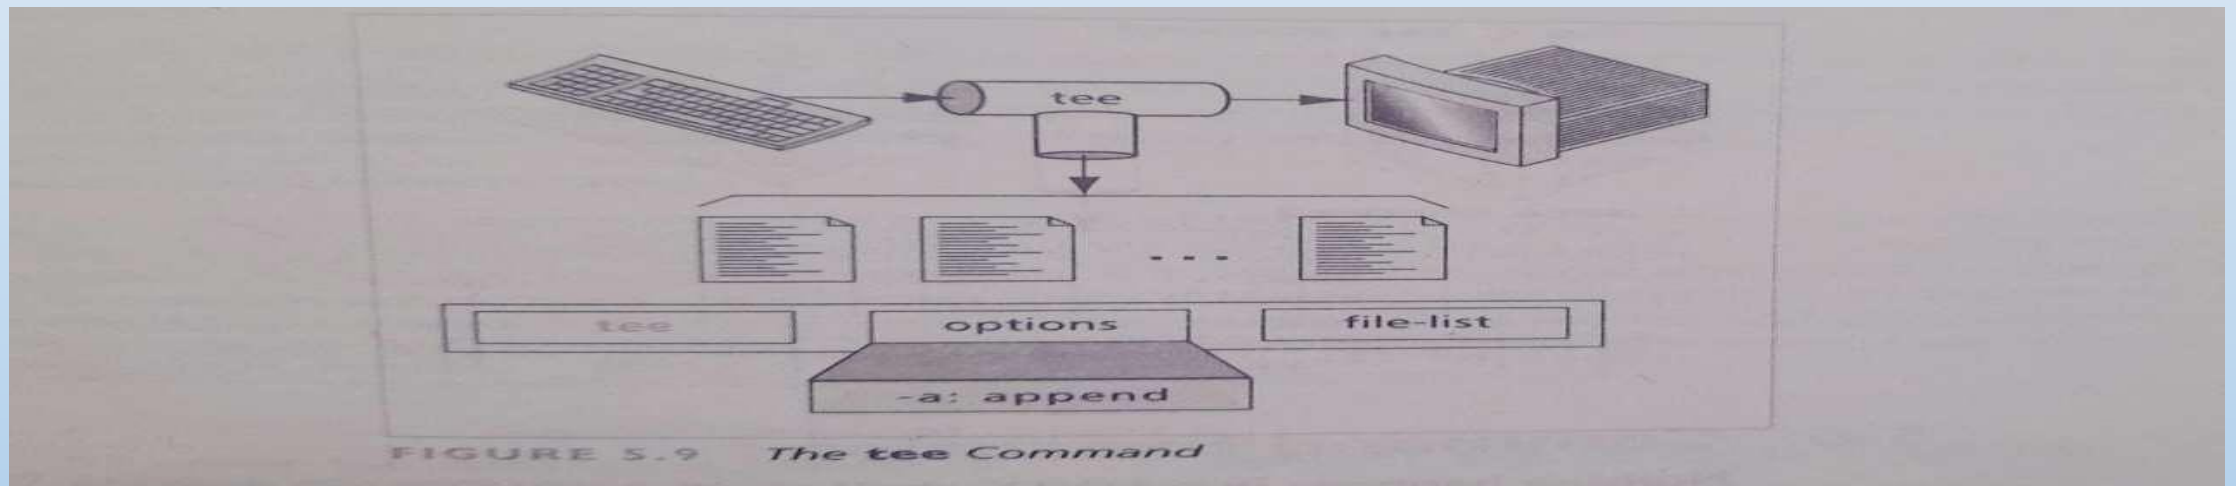 tee
. . .
tee options file-list
-a: append
FIGURE 5.9 The tee Command